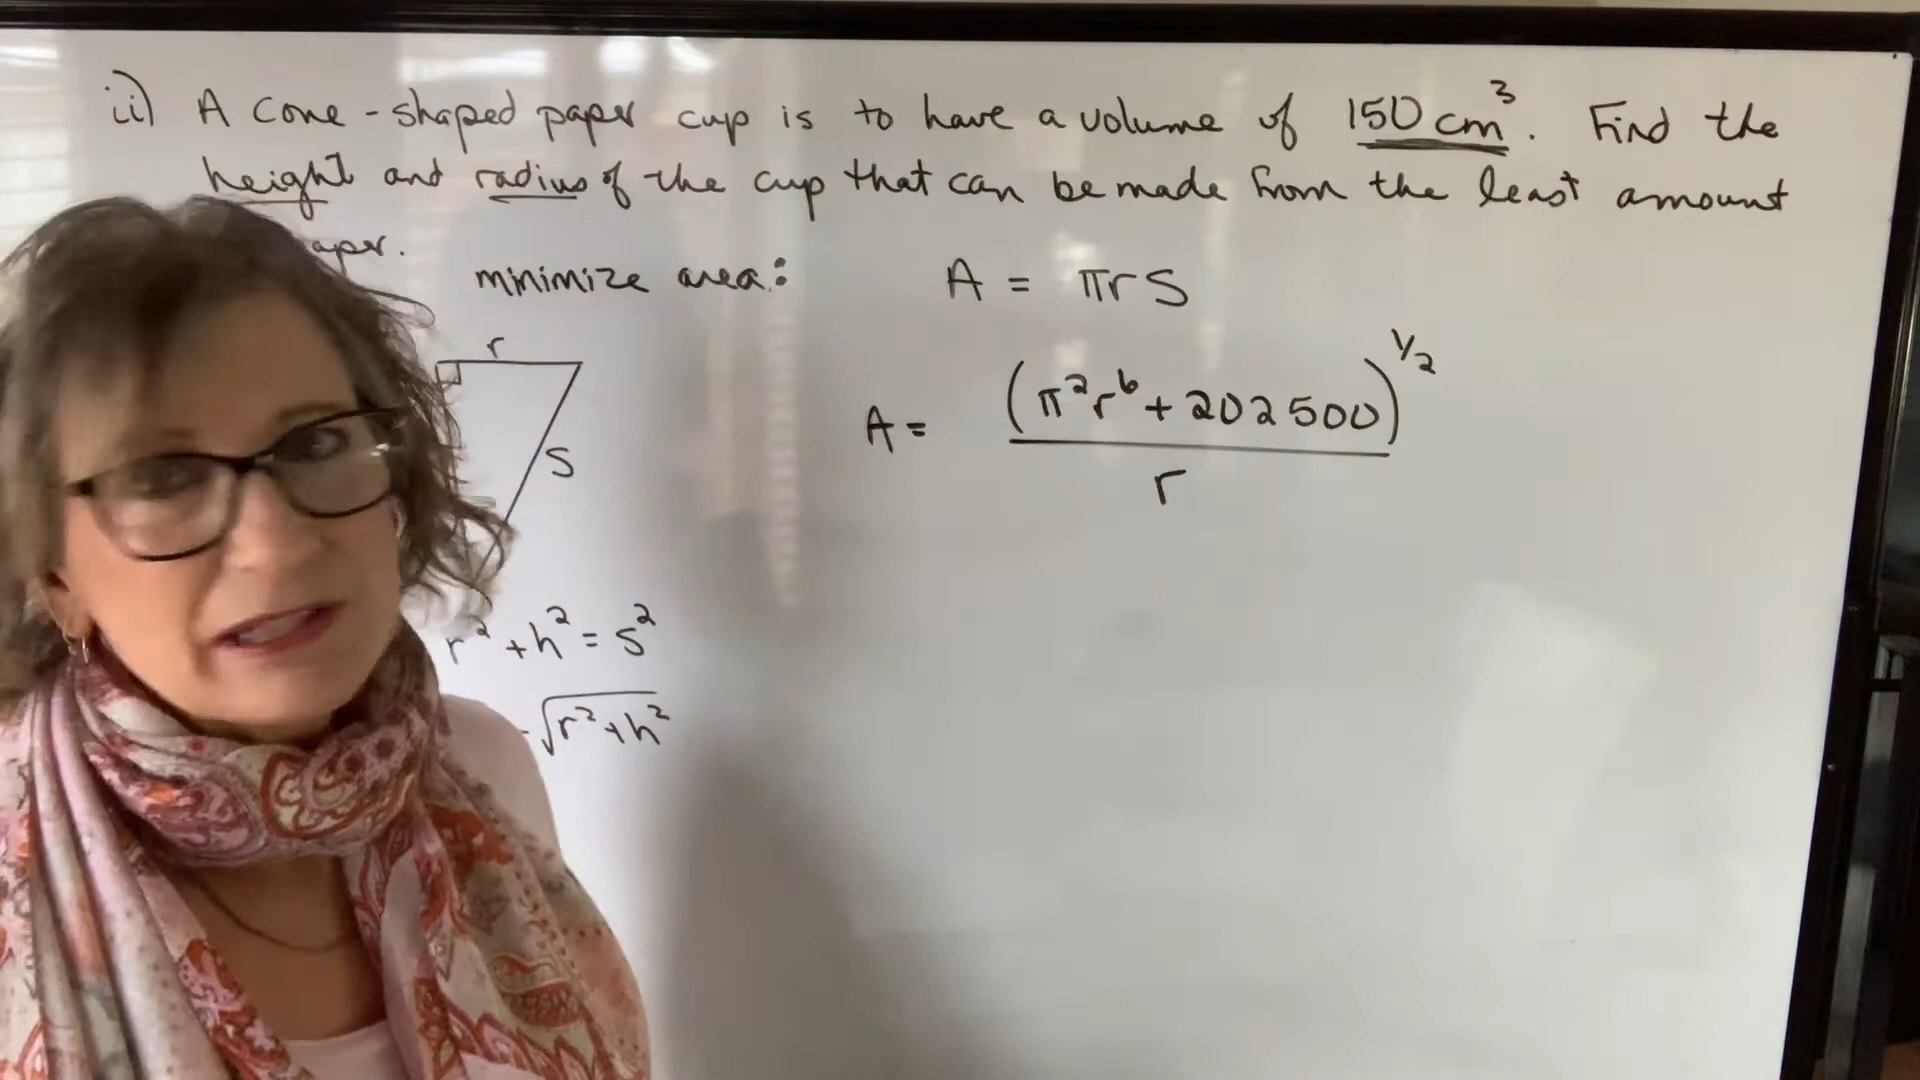 ii) A cone-shaped paper cup is to have a volume of 150 cm³. Find the
height and radius of the cup that can be made from the least amount
aper.
minimize area: A = πrs
r
A = (π²r⁶ + 202500)^1/2 / r
s
r² + h² = s²
√r² + h²